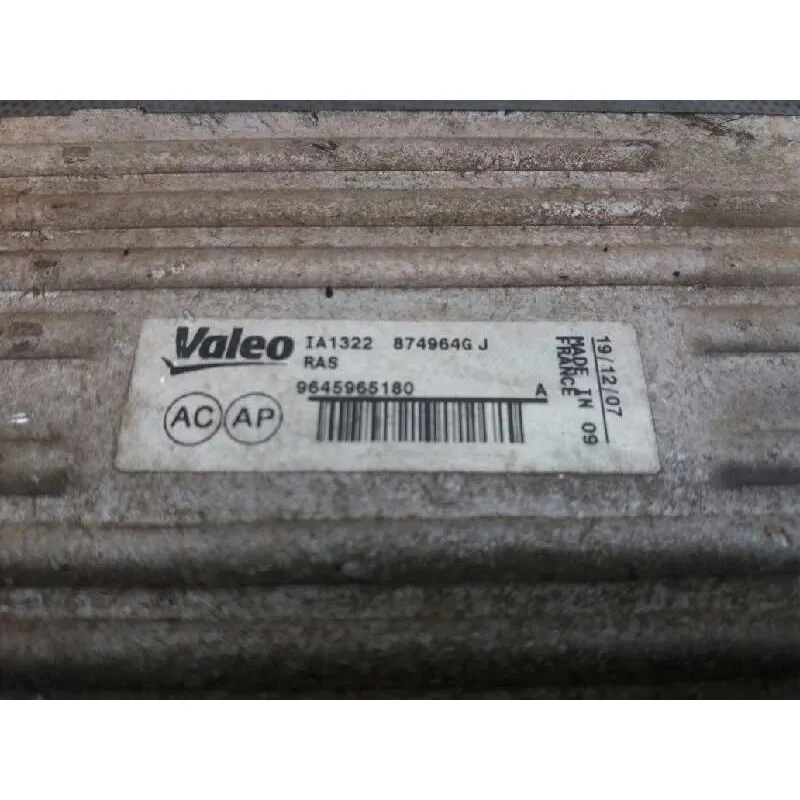 Valeo IA1322 874964G J
RAS
9645965180 A
AC AP
MADE IN
FRANCE
19/12/07 09